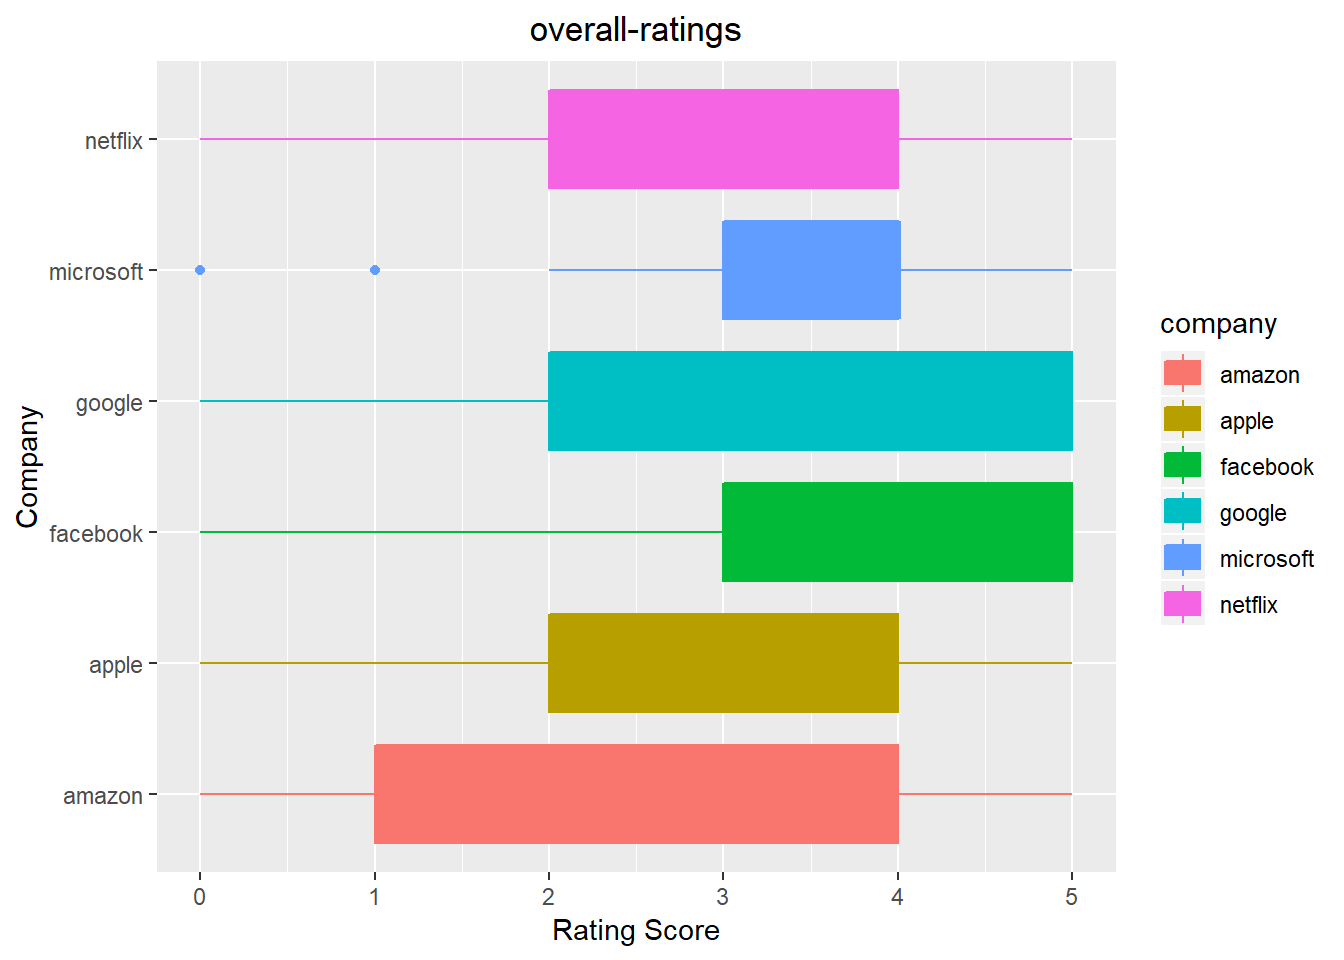 overall-ratings
netflix
microsoft
google
facebook
apple
amazon
Company
0 1 2 3 4 5
Rating Score
company
amazon
apple
facebook
google
microsoft
netflix